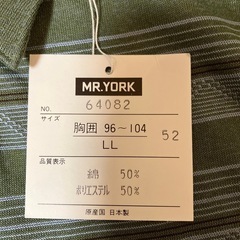 MR.YORK
NO. 64082
サイズ
胸囲 96~104
LL
52
品質表示
綿 50%
ポリエステル 50%
原産国 日本製